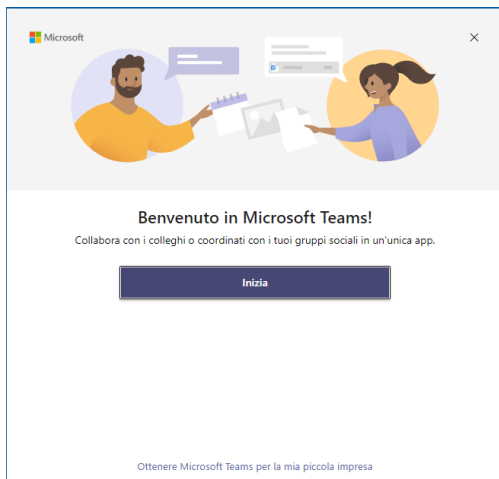 Microsoft
Benvenuto in Microsoft Teams!
Collabora con i colleghi o coordinati con i tuoi gruppi sociali in un'unica app.
Inizia
Ottenere Microsoft Teams per la mia piccola impresa